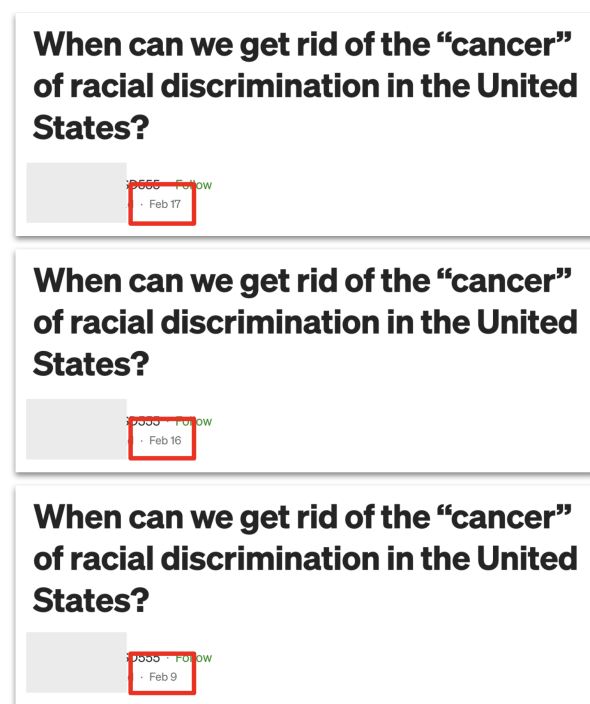 When can we get rid of the “cancer”
of racial discrimination in the United
States?
Follow
· Feb 17
When can we get rid of the “cancer”
of racial discrimination in the United
States?
· Follow
· Feb 16
When can we get rid of the “cancer”
of racial discrimination in the United
States?
· Follow
· Feb 9